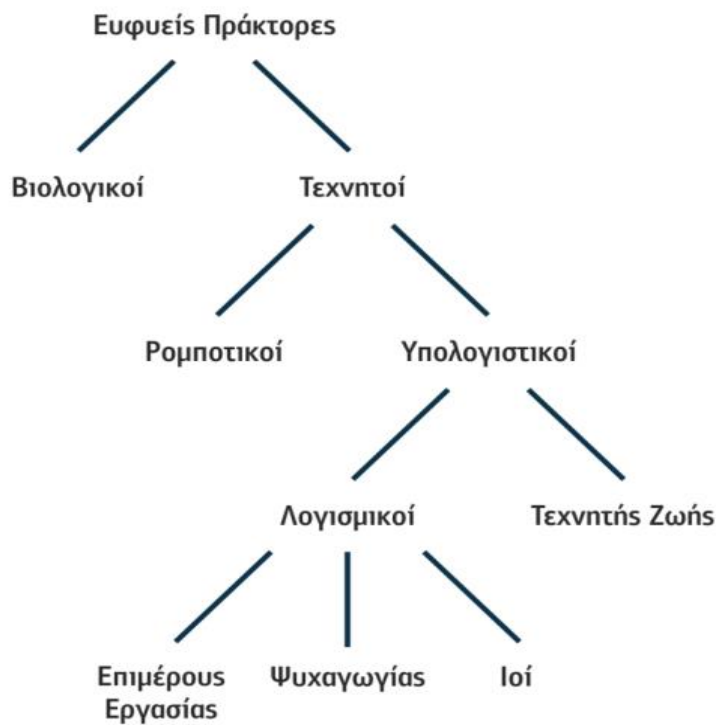 Ευφυείς Πράκτορες
Βιολογικοί
Τεχνητοί
Ρομποτικοί
Υπολογιστικοί
Λογισμικοί
Τεχνητής Ζωής
Επιμέρους
Εργασίας
Ψυχαγωγίας
Ιοί